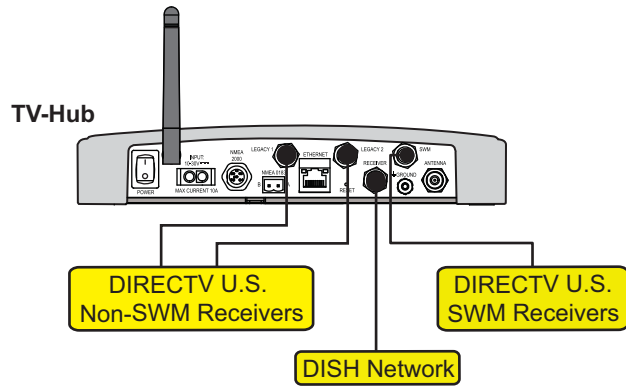 TV-Hub
POWER
INPUT:
10-30V
MAX CURRENT 10A
NMEA
2000
LEGACY 1
NMEA 0183
B
A
ETHERNET
RESET
LEGACY 2
RECEIVER
SWM
GROUND
ANTENNA
DIRECTV U.S.
Non-SWM Receivers
DIRECTV U.S.
SWM Receivers
DISH Network